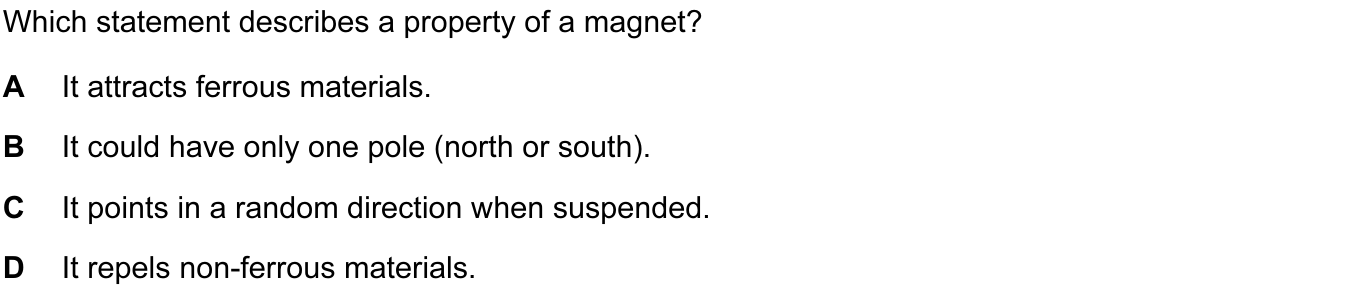 Which statement describes a property of a magnet?
A It attracts ferrous materials.
B It could have only one pole (north or south).
C It points in a random direction when suspended.
D It repels non-ferrous materials.